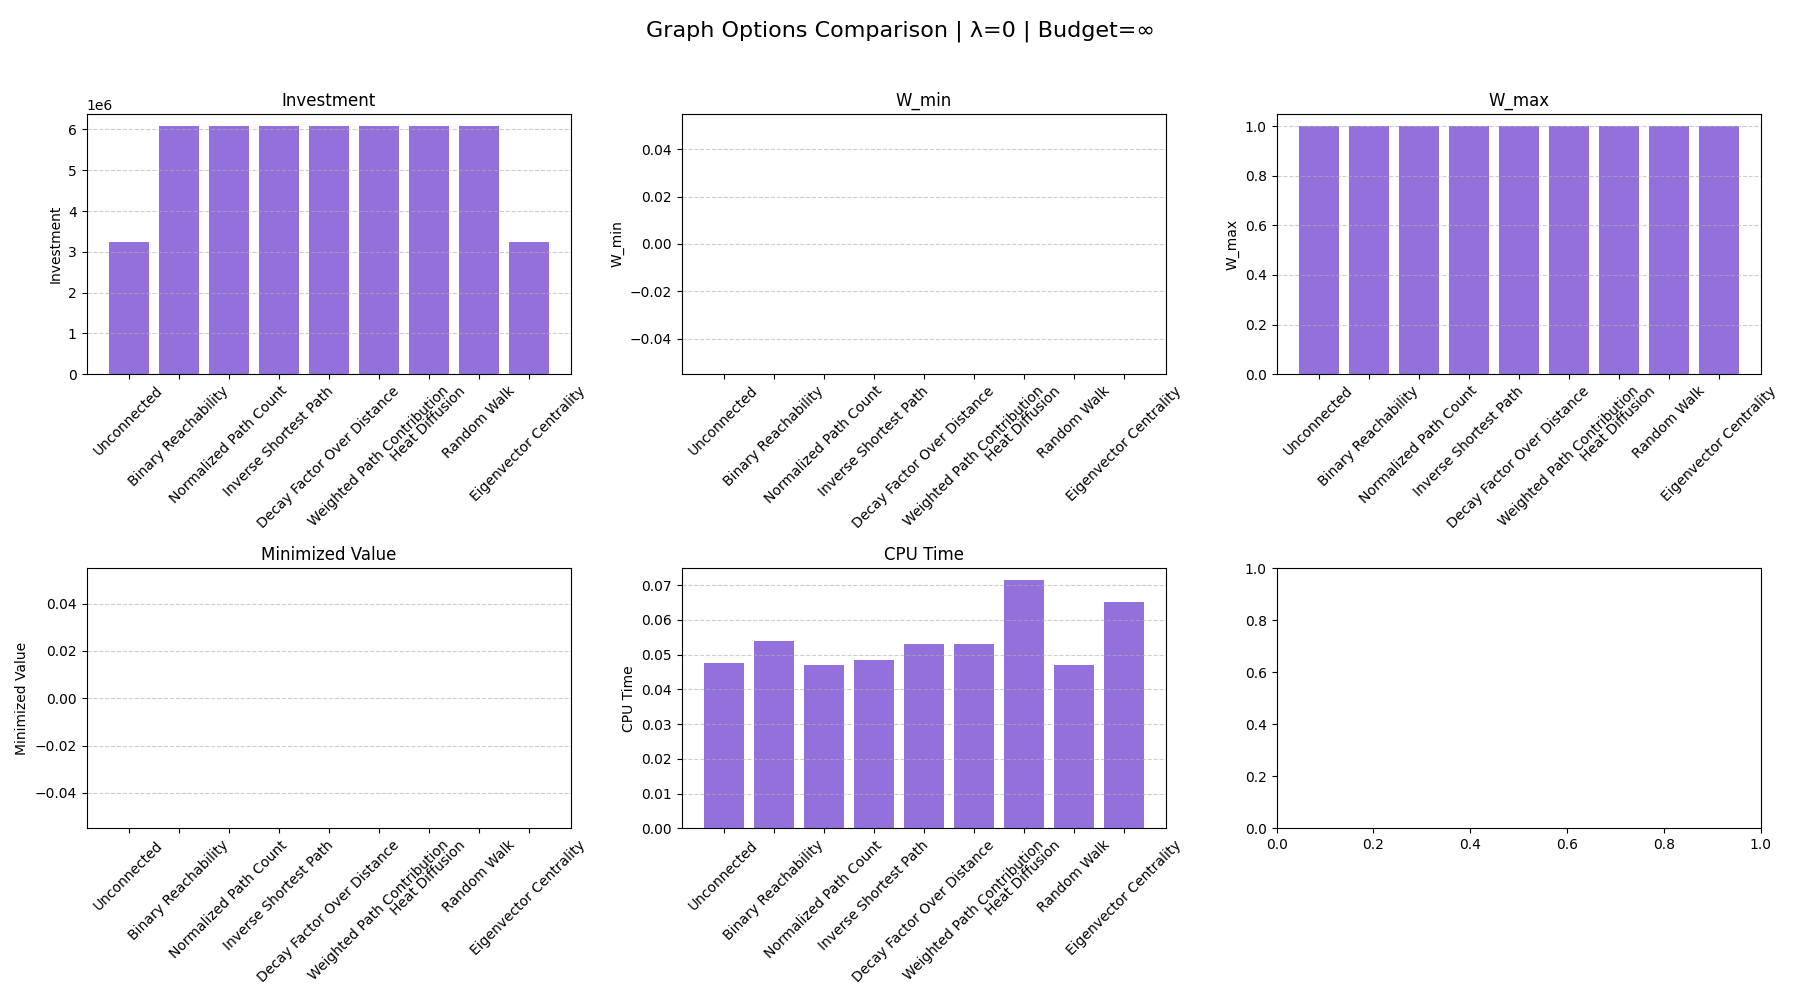 Graph Options Comparison | λ=0 | Budget=∞
Investment
1e6
Investment
6
5
4
3
2
1
0
Unconnected
Binary Reachability
Normalized Path Count
Inverse Shortest Path
Decay Factor Over Distance
Weighted Path Contribution
Heat Diffusion
Random Walk
Eigenvector Centrality
W_min
W_min
0.04
0.02
0.00
−0.02
−0.04
Unconnected
Binary Reachability
Normalized Path Count
Inverse Shortest Path
Decay Factor Over Distance
Weighted Path Contribution
Heat Diffusion
Random Walk
Eigenvector Centrality
W_max
W_max
1.0
0.8
0.6
0.4
0.2
0.0
Unconnected
Binary Reachability
Normalized Path Count
Inverse Shortest Path
Decay Factor Over Distance
Weighted Path Contribution
Heat Diffusion
Random Walk
Eigenvector Centrality
Minimized Value
Minimized Value
0.04
0.02
0.00
−0.02
−0.04
Unconnected
Binary Reachability
Normalized Path Count
Inverse Shortest Path
Decay Factor Over Distance
Weighted Path Contribution
Heat Diffusion
Random Walk
Eigenvector Centrality
CPU Time
CPU Time
0.07
0.06
0.05
0.04
0.03
0.02
0.01
0.00
Unconnected
Binary Reachability
Normalized Path Count
Inverse Shortest Path
Decay Factor Over Distance
Weighted Path Contribution
Heat Diffusion
Random Walk
Eigenvector Centrality
1.0
0.8
0.6
0.4
0.2
0.0
0.0 0.2 0.4 0.6 0.8 1.0